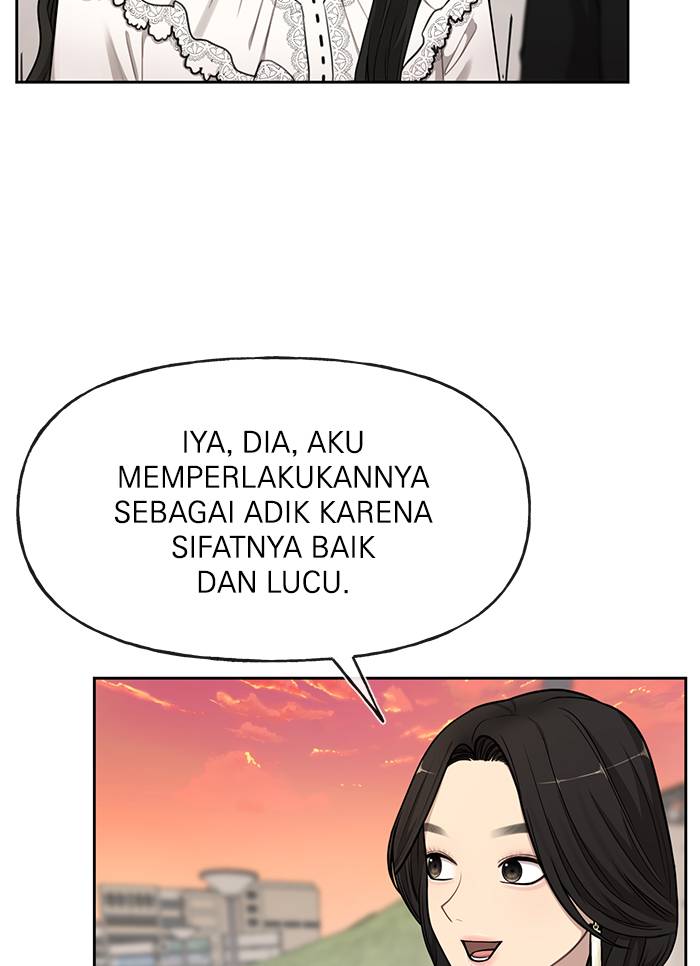 IYA, DIA, AKU
MEMPERLAKUKANNYA
SEBAGAI ADIK KARENA
SIFATNYA BAIK
DAN LUCU.